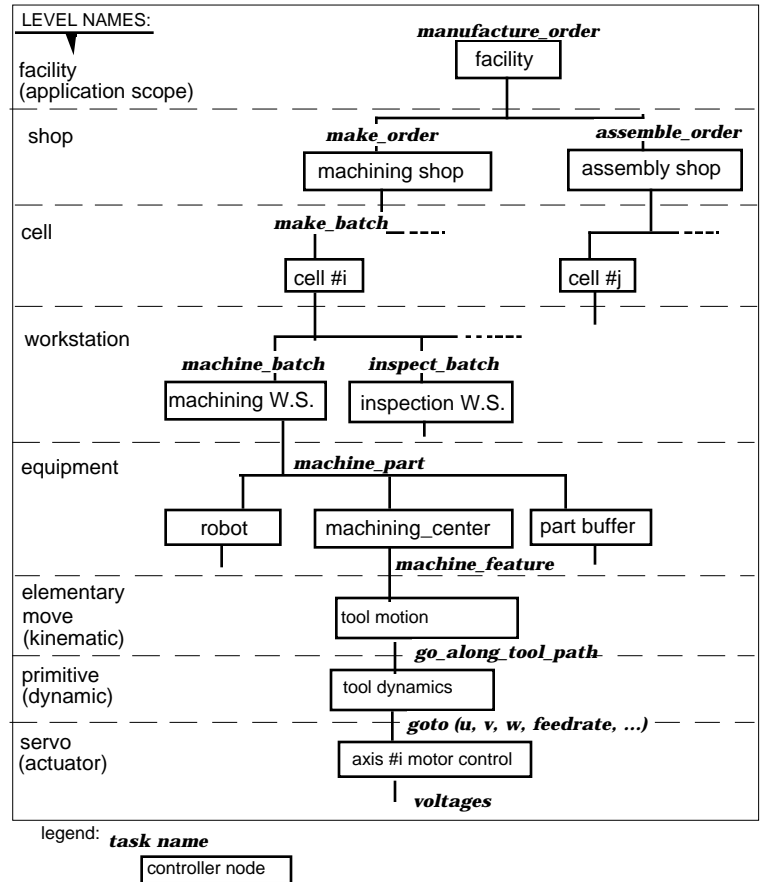 LEVEL NAMES:
manufacture_order
facility
facility
(application scope)
shop
make_order
assemble_order
machining shop
assembly shop
cell
make_batch
cell #i
cell #j
workstation
machine_batch
inspect_batch
machining W.S.
inspection W.S.
equipment
machine_part
robot
machining_center
part buffer
machine_feature
elementary
move
(kinematic)
tool motion
go_along_tool_path
primitive
(dynamic)
tool dynamics
goto (u, v, w, feedrate, ...)
servo
(actuator)
axis #i motor control
voltages
legend: task name
controller node